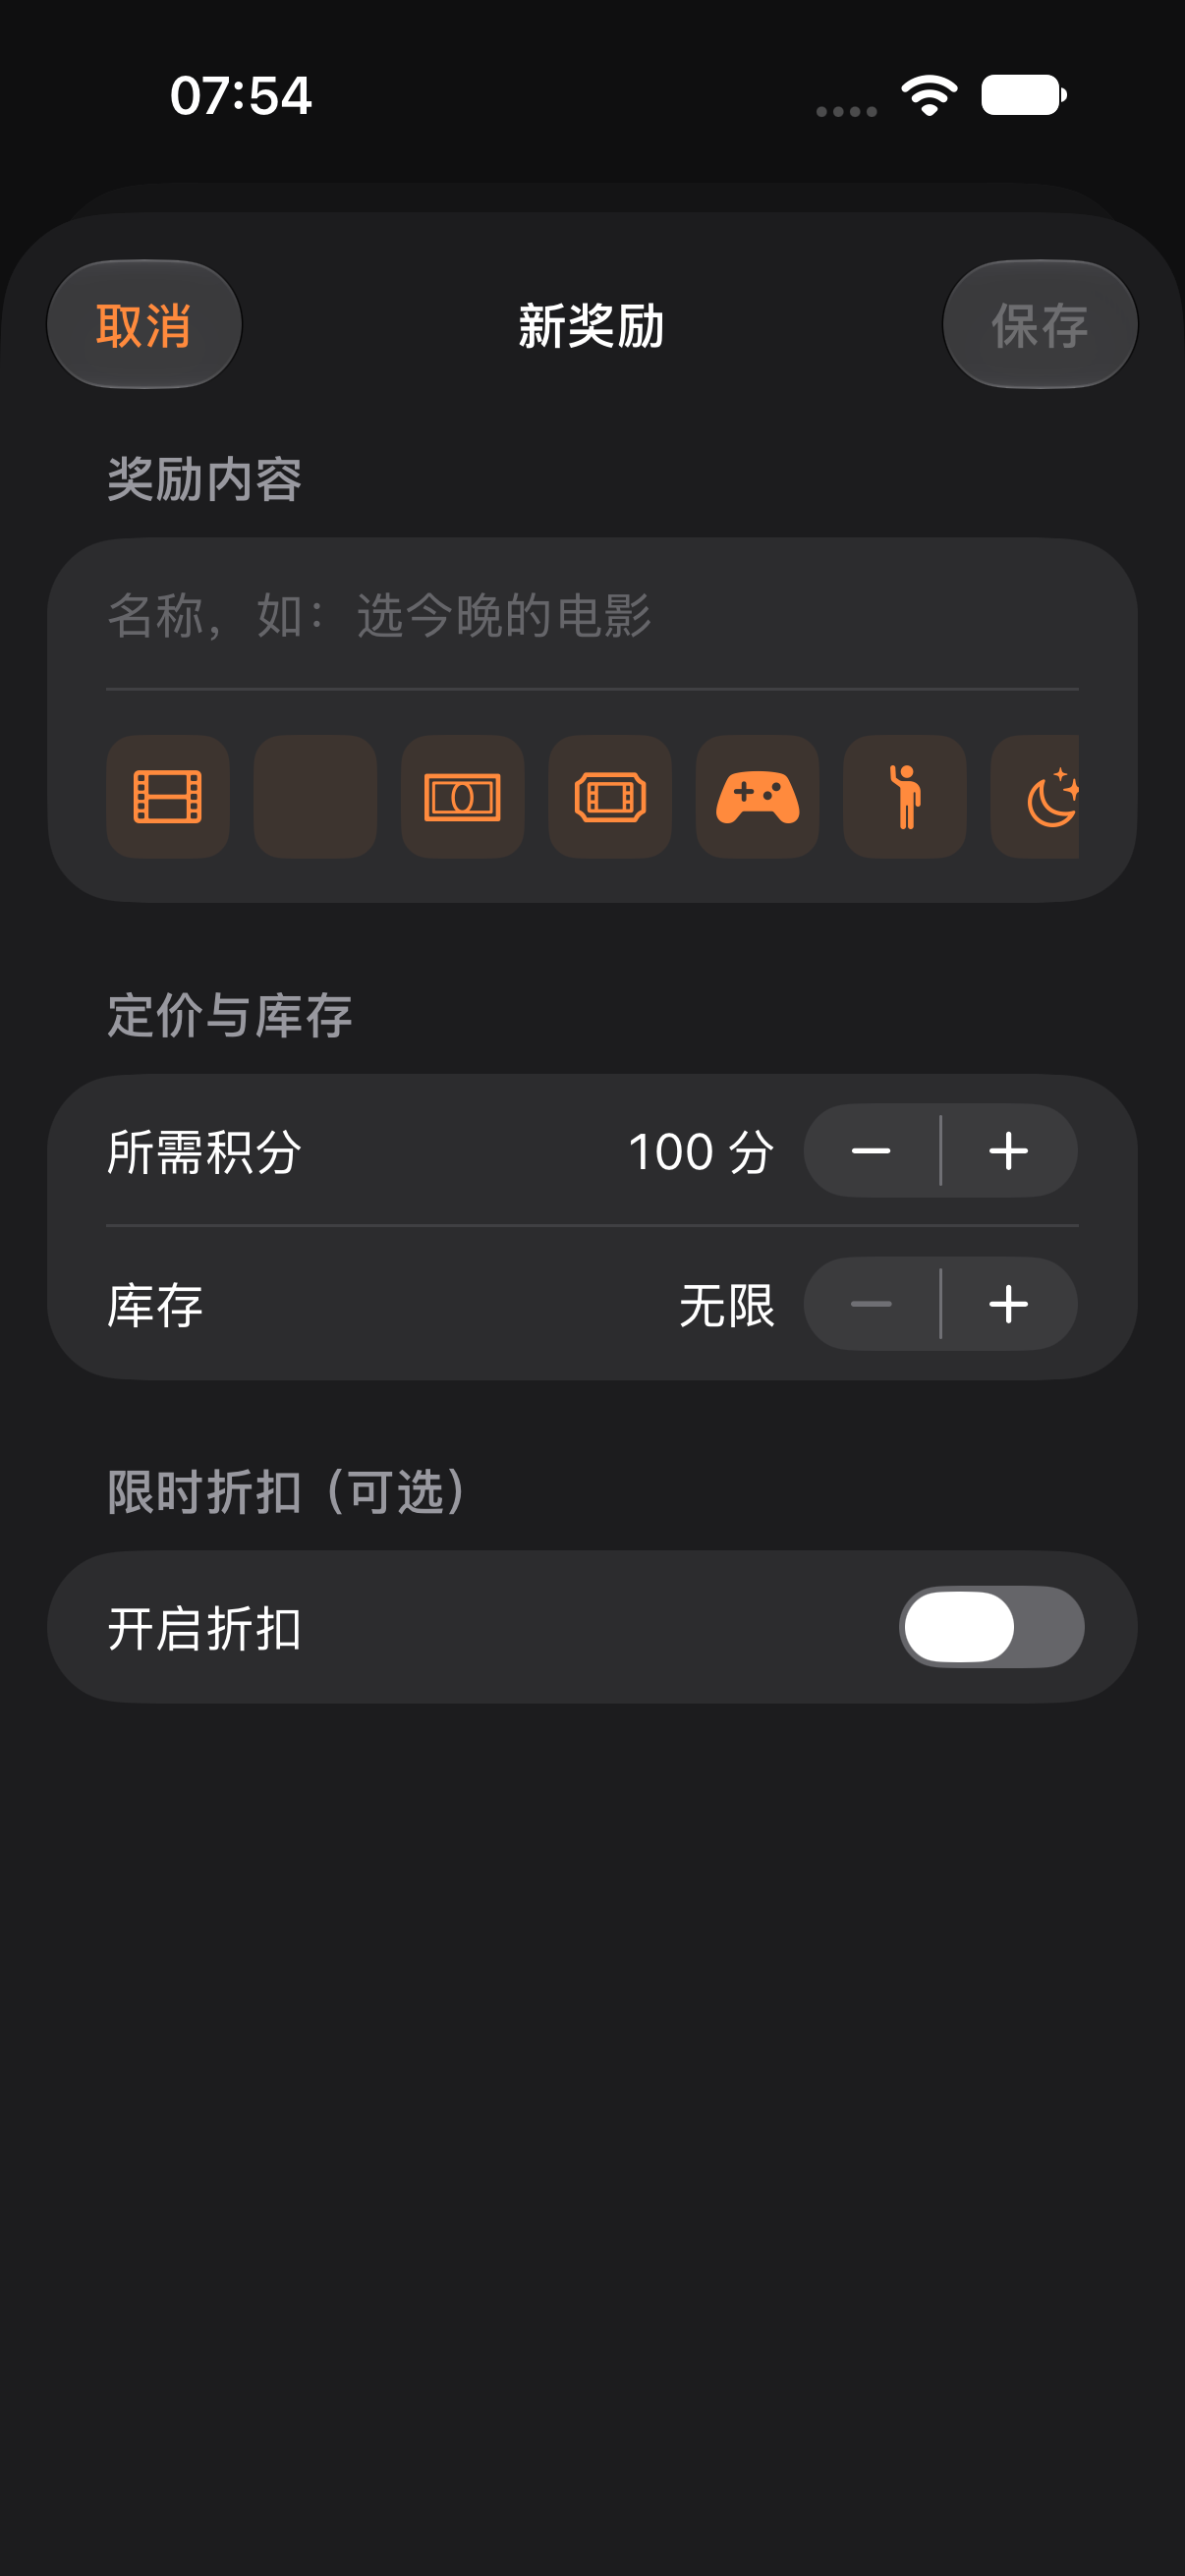 07:54
取消
新奖励
保存
奖励内容
名称，如：选今晚的电影
定价与库存
所需积分
100 分
库存
无限
限时折扣（可选）
开启折扣